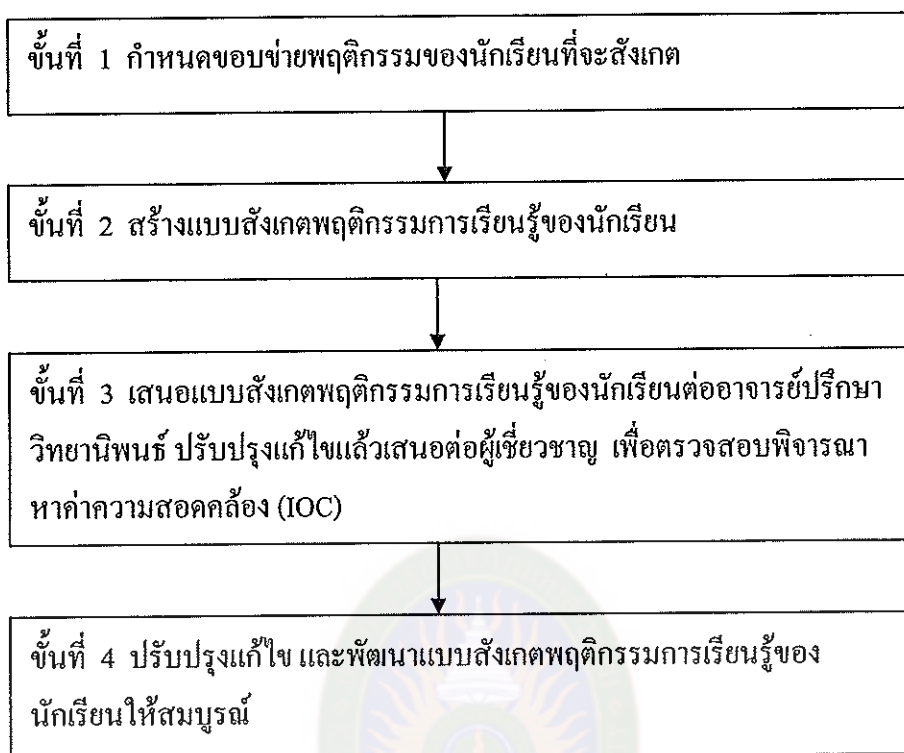 ขั้นที่ 1 กำหนดขอบข่ายพฤติกรรมของนักเรียนที่จะสังเกต
ขั้นที่ 2 สร้างแบบสังเกตพฤติกรรมการเรียนรู้ของนักเรียน
ขั้นที่ 3 เสนอแบบสังเกตพฤติกรรมการเรียนรู้ของนักเรียนต่ออาจารย์ปรึกษา
วิทยานิพนธ์ ปรับปรุงแก้ไขแล้วเสนอต่อผู้เชี่ยวชาญ เพื่อตรวจสอบพิจารณา
หาค่าความสอดคล้อง (IOC)
ขั้นที่ 4 ปรับปรุงแก้ไข และพัฒนาแบบสังเกตพฤติกรรมการเรียนรู้ของ
นักเรียนให้สมบูรณ์